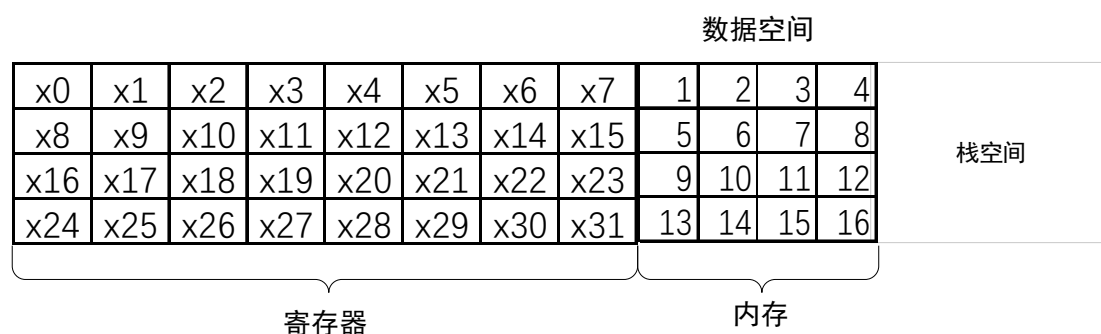 数据空间
x0 x1 x2 x3 x4 x5 x6 x7 1 2 3 4
x8 x9 x10 x11 x12 x13 x14 x15 5 6 7 8
栈空间
x16 x17 x18 x19 x20 x21 x22 x23 9 10 11 12
x24 x25 x26 x27 x28 x29 x30 x31 13 14 15 16
寄存器
内存